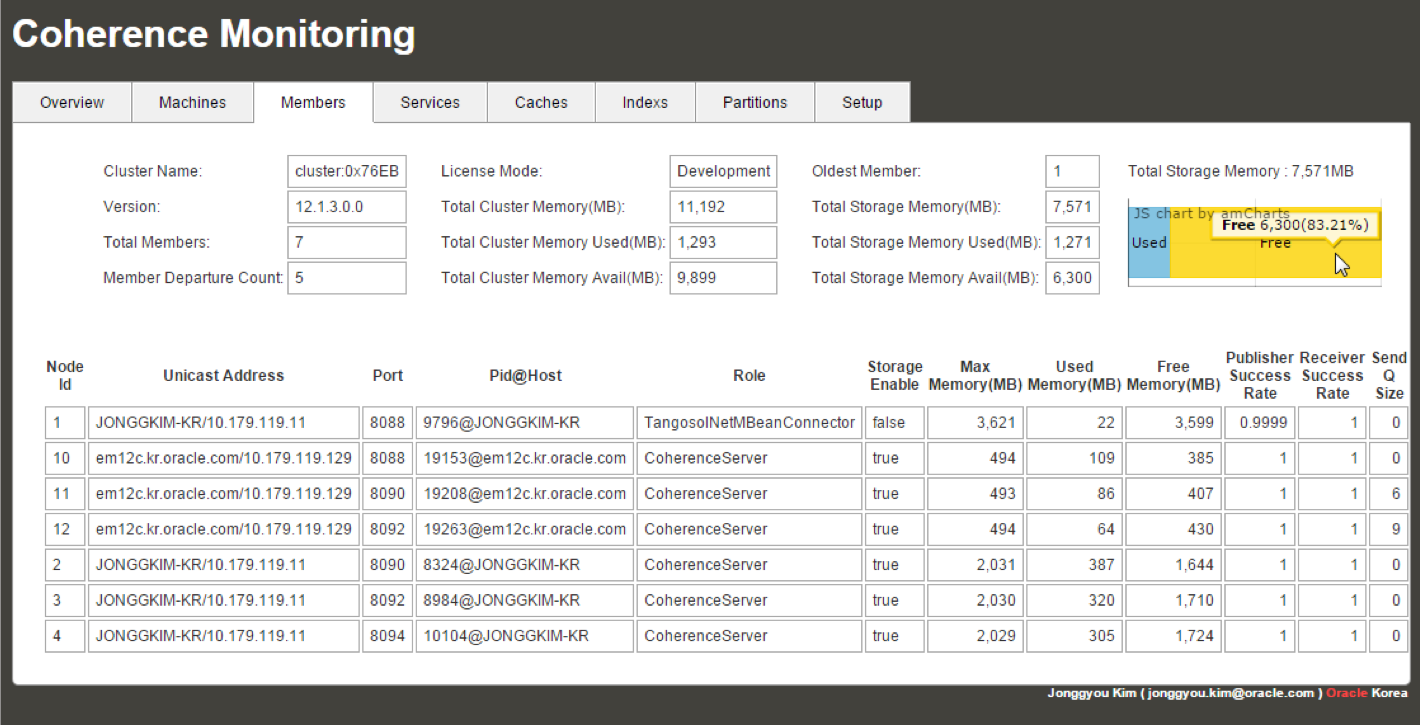 Coherence Monitoring
Overview Machines Members Services Caches Indexs Partitions Setup
Cluster Name: cluster:0x76EB License Mode: Development Oldest Member: 1 Total Storage Memory : 7,571MB
Version: 12.1.3.0.0 Total Cluster Memory(MB): 11,192 Total Storage Memory(MB): 7,571
JS chart by amCharts
Free 6,300(83.21%)
Total Members: 7 Total Cluster Memory Used(MB): 1,293 Total Storage Memory Used(MB): 1,271 Used Free
Member Departure Count: 5 Total Cluster Memory Avail(MB): 9,899 Total Storage Memory Avail(MB): 6,300
Node Id Unicast Address Port Pid@Host Role Storage Enable Max Memory(MB) Used Memory(MB) Free Memory(MB) Publisher Success Rate Receiver Success Rate Send Q Size
1 JONGGKIM-KR/10.179.119.11 8088 9796@JONGGKIM-KR TangosolNetMBeanConnector false 3,621 22 3,599 0.9999 1 0
10 em12c.kr.oracle.com/10.179.119.129 8088 19153@em12c.kr.oracle.com CoherenceServer true 494 109 385 1 1 0
11 em12c.kr.oracle.com/10.179.119.129 8090 19208@em12c.kr.oracle.com CoherenceServer true 493 86 407 1 1 6
12 em12c.kr.oracle.com/10.179.119.129 8092 19263@em12c.kr.oracle.com CoherenceServer true 494 64 430 1 1 9
2 JONGGKIM-KR/10.179.119.11 8090 8324@JONGGKIM-KR CoherenceServer true 2,031 387 1,644 1 1 0
3 JONGGKIM-KR/10.179.119.11 8092 8984@JONGGKIM-KR CoherenceServer true 2,030 320 1,710 1 1 0
4 JONGGKIM-KR/10.179.119.11 8094 10104@JONGGKIM-KR CoherenceServer true 2,029 305 1,724 1 1 0
Jonggyou Kim ( jonggyou.kim@oracle.com ) Oracle Korea